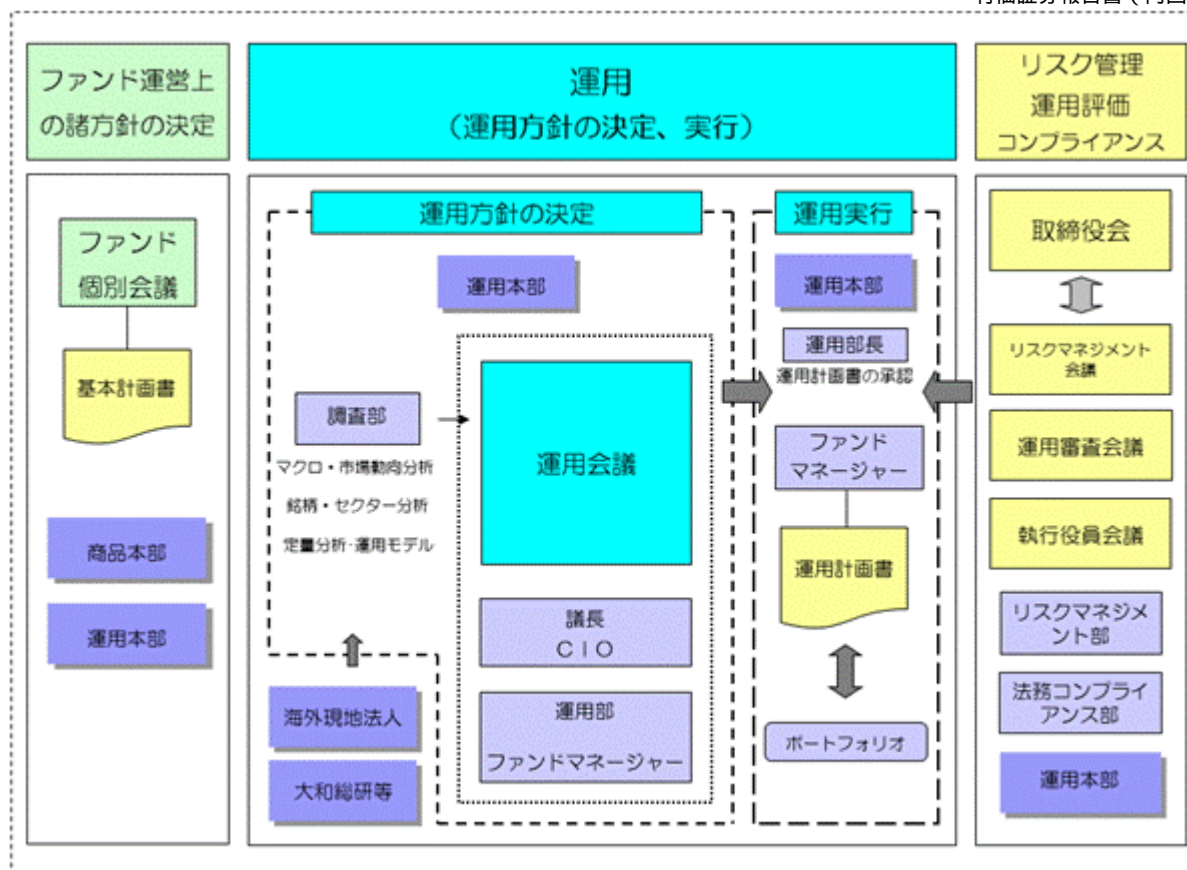 ファンド運営上
の諸方針の決定
運用
(運用方針の決定、実行)
リスク管理
運用評価
コンプライアンス
ファンド
個別会議
基本計画書
商品本部
運用本部
運用方針の決定
運用本部
調査部
マクロ・市場動向分析
銘柄・セクター分析
定量分析・運用モデル
運用会議
議長
CIO
運用部
ファンドマネージャー
海外現地法人
大和総研等
運用実行
運用本部
運用部長
運用計画書の承認
ファンド
マネージャー
運用計画書
ポートフォリオ
取締役会
リスクマネジメント
会議
運用審査会議
執行役員会議
リスクマネジメ
ント部
法務コンプライ
アンス部
運用本部